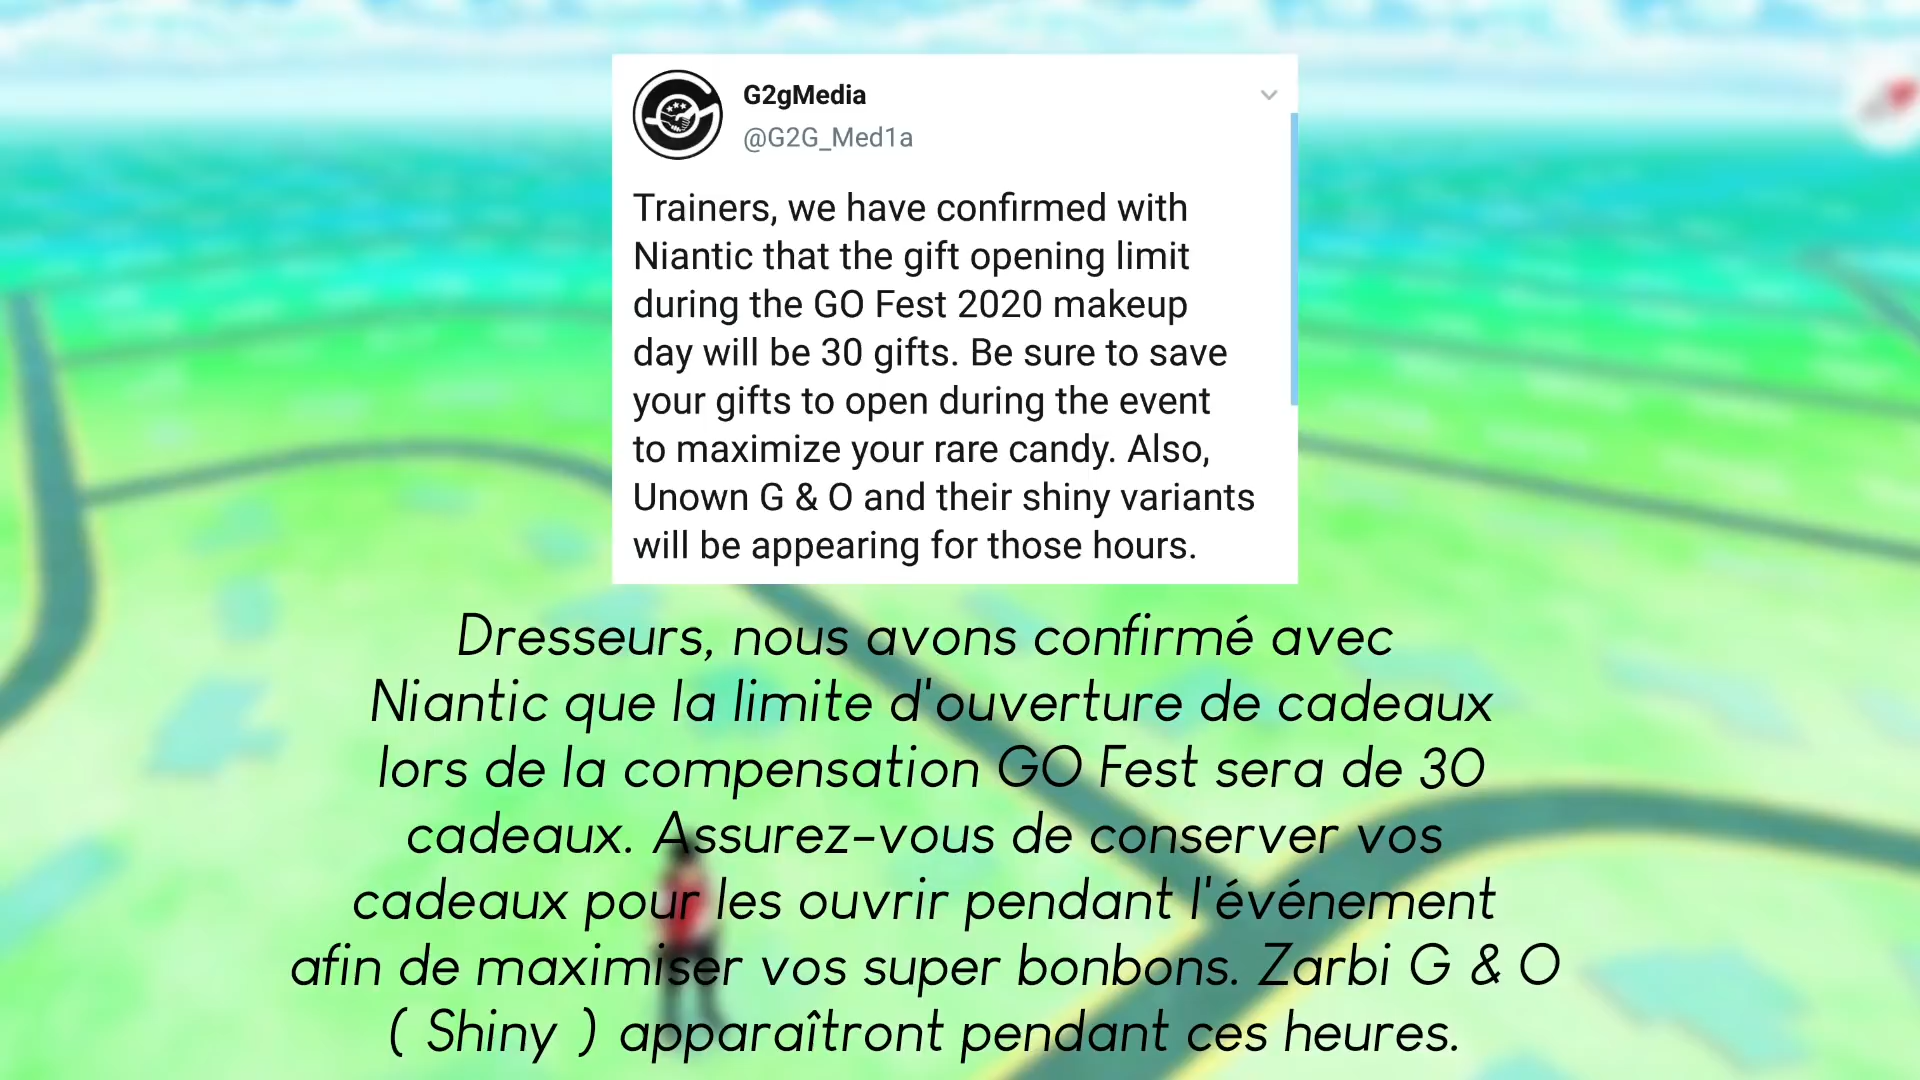 G2gMedia
@G2G_Med1a
Trainers, we have confirmed with
Niantic that the gift opening limit
during the GO Fest 2020 makeup
day will be 30 gifts. Be sure to save
your gifts to open during the event
to maximize your rare candy. Also,
Unown G & O and their shiny variants
will be appearing for those hours.
Dresseurs, nous avons confirmé avec
Niantic que la limite d'ouverture de cadeaux
lors de la compensation GO Fest sera de 30
cadeaux. Assurez-vous de conserver vos
cadeaux pour les ouvrir pendant l'événement
afin de maximiser vos super bonbons. Zarbi G & O
( Shiny ) apparaîtront pendant ces heures.